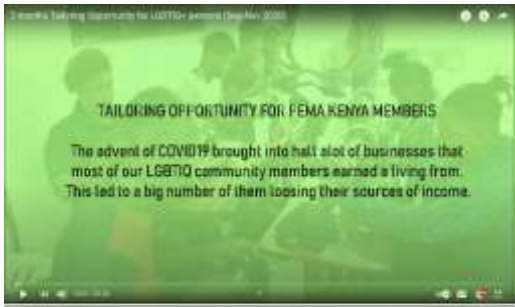 2 months Tailoring Opportunity for LGBTIQ+ persons (Sep-Nov 2020)
TAILORING OPPORTUNITY FOR PEMA KENYA MEMBERS
The advent of COVID19 brought into halt alot of businesses that
most of our LGBTIQ community members earned a living from.
This led to a big number of them loosing their sources of income.